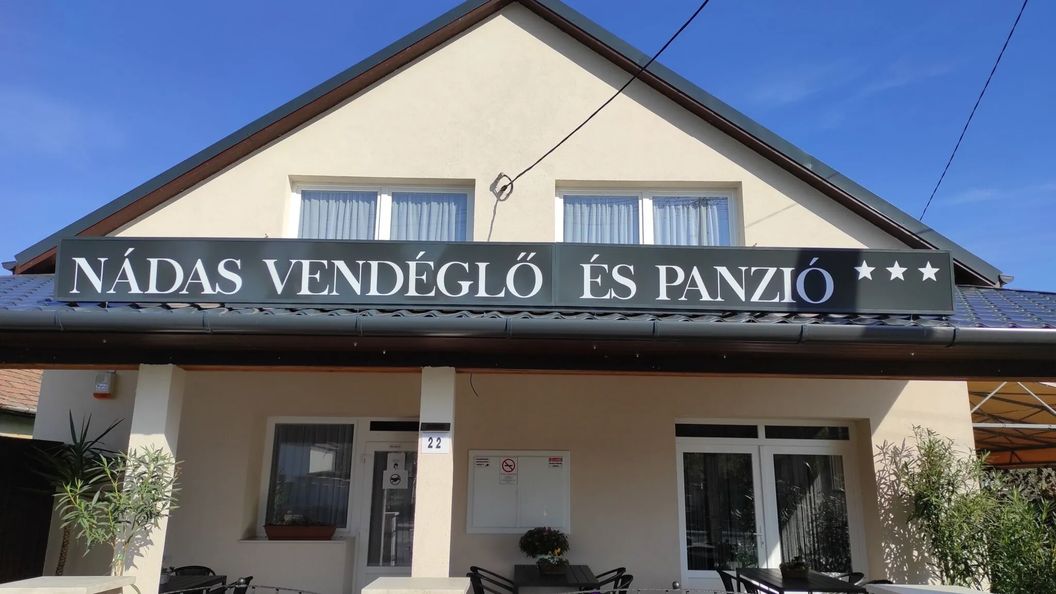 NÁDAS VENDÉGLŐ ÉS PANZIÓ ★★★
22